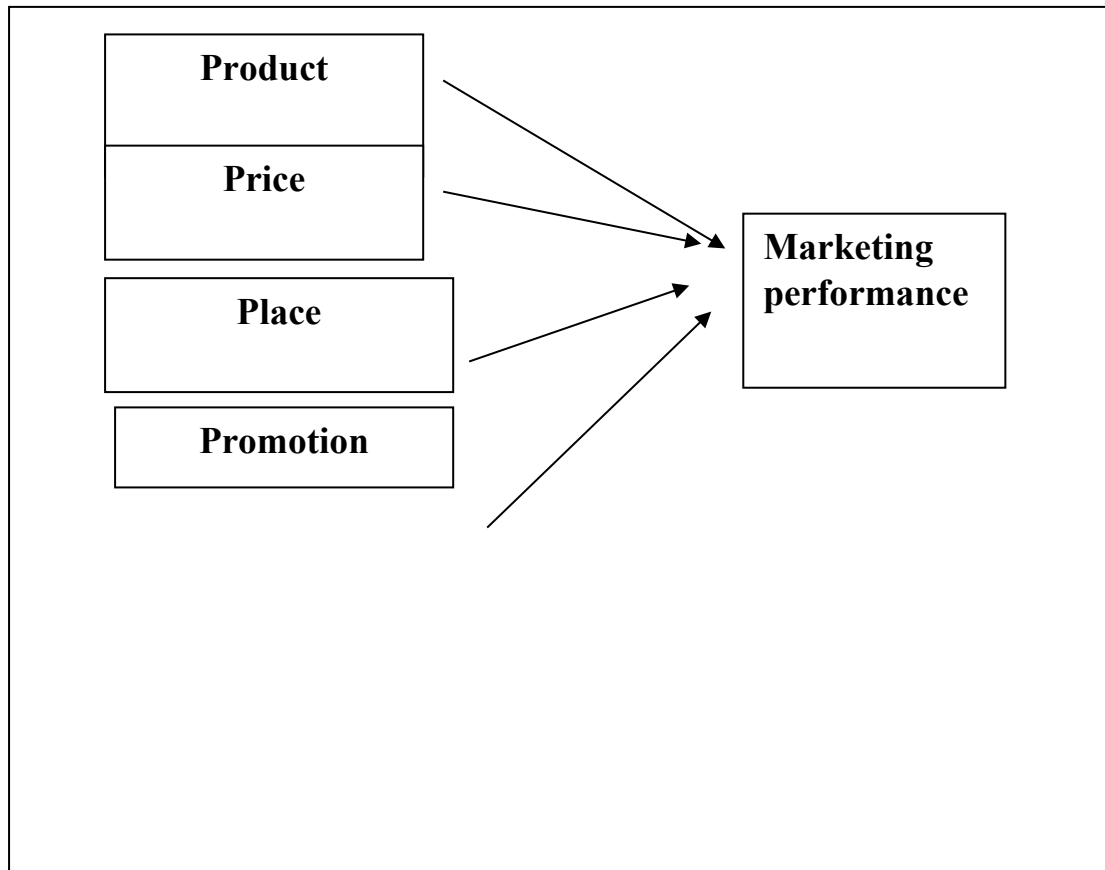 Product
Price
Marketing
performance
Place
Promotion